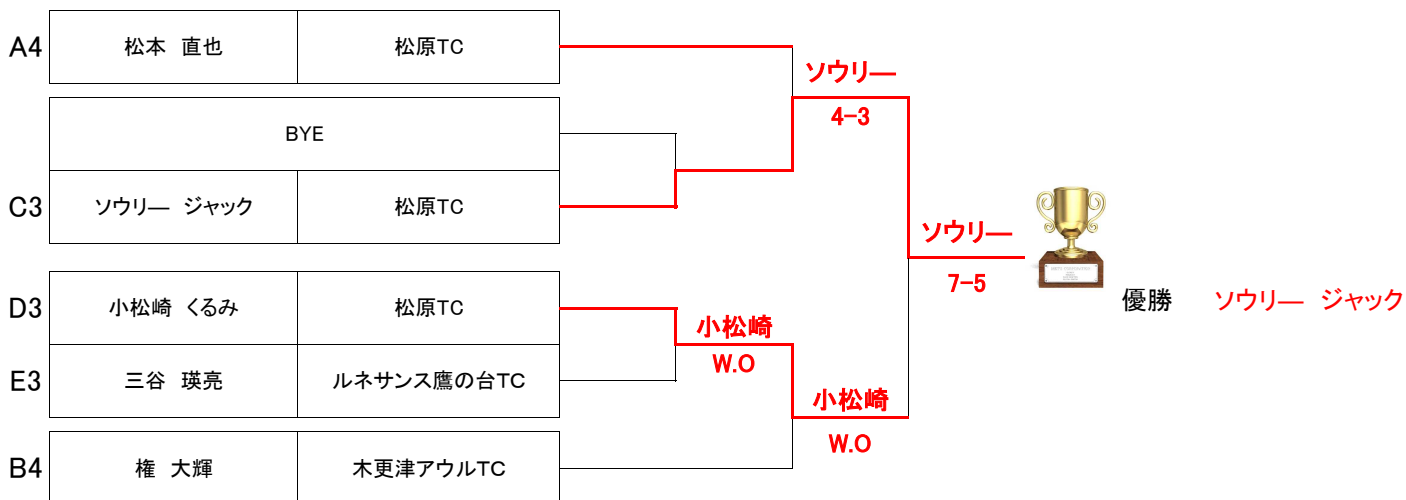 A4 松本 直也 松原TC
ソウリー
4-3
BYE
C3 ソウリー ジャック 松原TC
ソウリー
7-5
優勝 ソウリー ジャック
D3 小松崎 くるみ 松原TC
小松崎
W.O
E3 三谷 瑛亮 ルネサンス鷹の台TC
小松崎
W.O
B4 権 大輝 木更津アウルTC